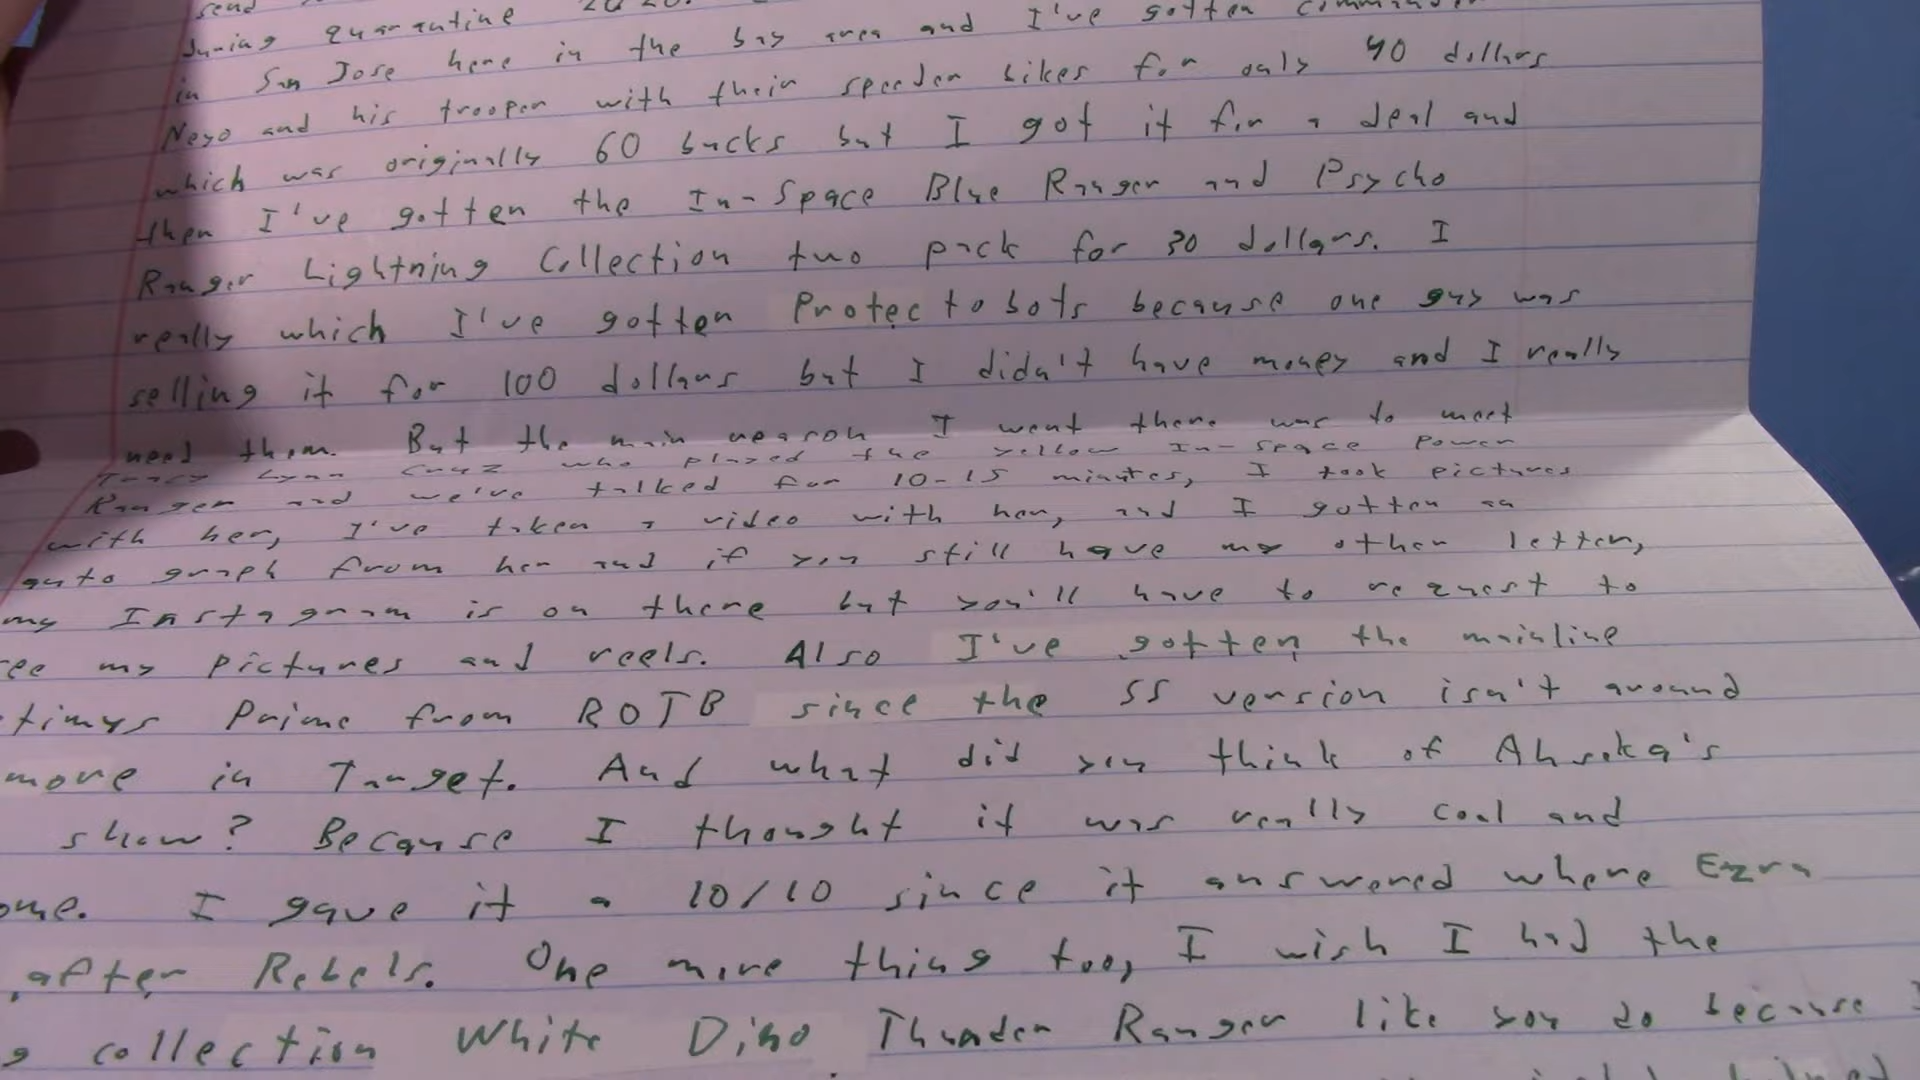 send
during quarantine 2020.
in San Jose here in the bay area and I've gotten
Neyo and his trooper with their speeder bikes for only 40 dollars
which was originally 60 bucks but I got it for a deal and
then I've gotten the In-Space Blue Ranger and Psycho
Ranger Lightning Collection two pack for 30 dollars. I
really which I've gotten Protectobots because one guy was
selling it for 100 dollars but I didn't have money and I really
need them. But the main reason I went there was to meet
Tracy Lynn Cruz who played the yellow In-Space Power
Ranger and we've talked for 10-15 minutes, I took pictures
with her, I've taken a video with her, and I gotten an
auto graph from her and if you still have my other letter,
my Instagram is on there but you'll have to request to
ee my pictures and reels. Also I've gotten the mainline
timus Prime from ROTB since the SS version isn't around
more in Target. And what did you think of Ahsoka's
show? Because I thought it was really cool and
ome. I gave it a 10/10 since it answered where Ezra
after Rebels. One more thing too, I wish I had the
g collection White Dino Thunder Ranger like you do because I